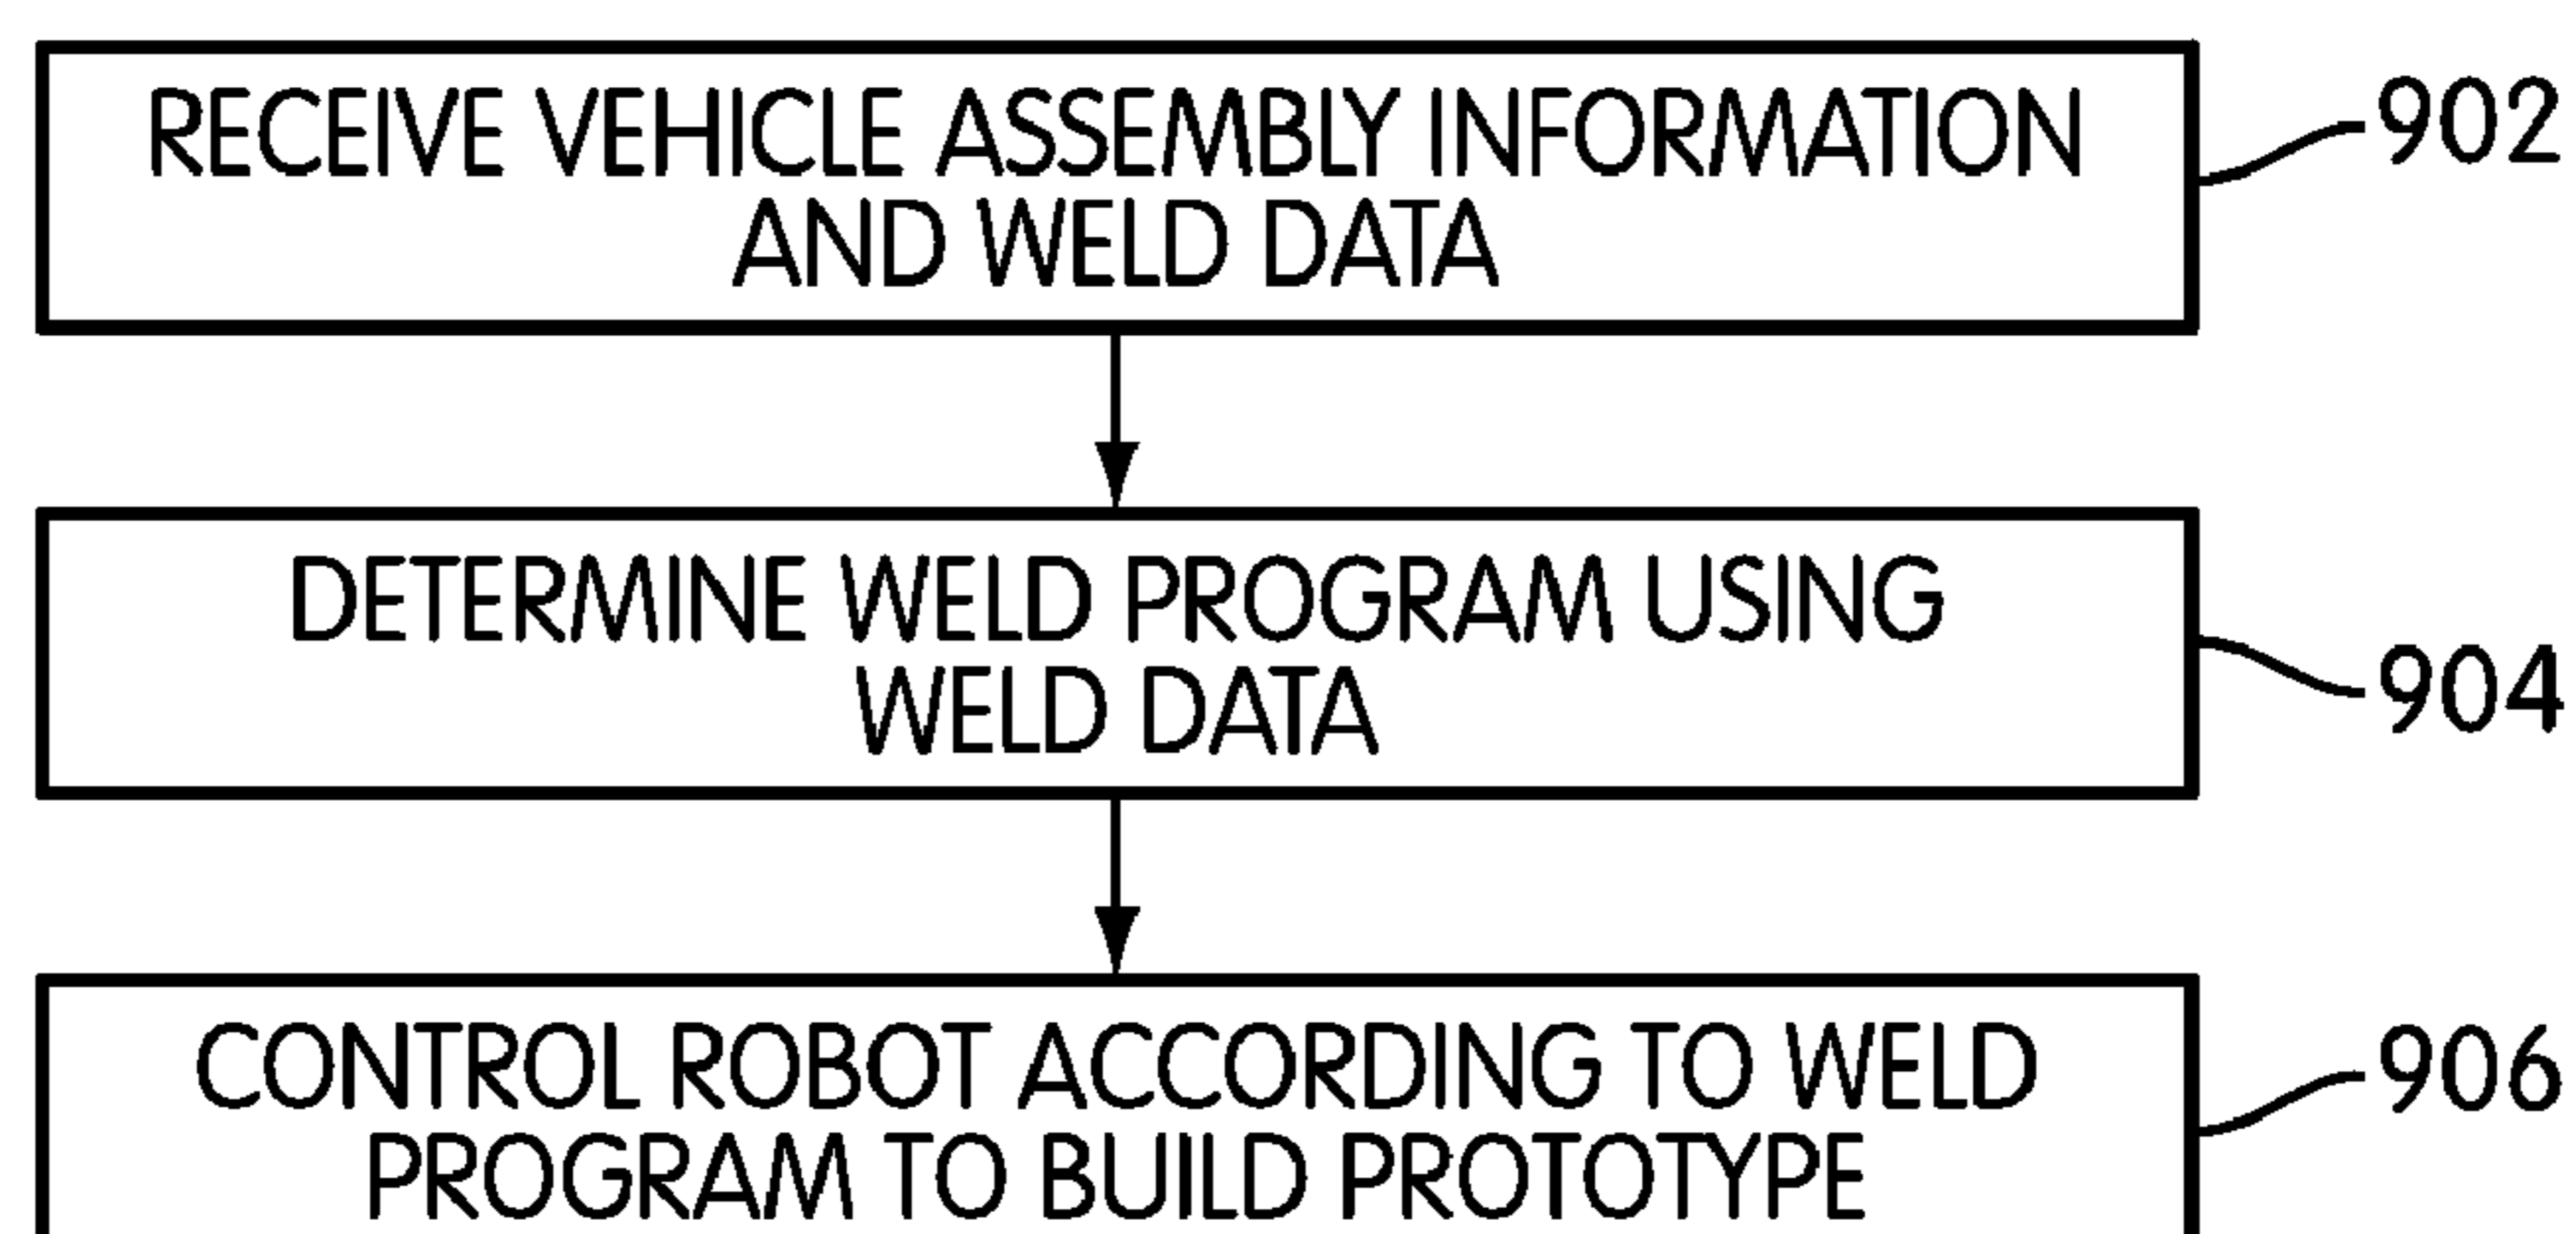 RECEIVE VEHICLE ASSEMBLY INFORMATION
AND WELD DATA
902
DETERMINE WELD PROGRAM USING
WELD DATA
904
CONTROL ROBOT ACCORDING TO WELD
PROGRAM TO BUILD PROTOTYPE
906